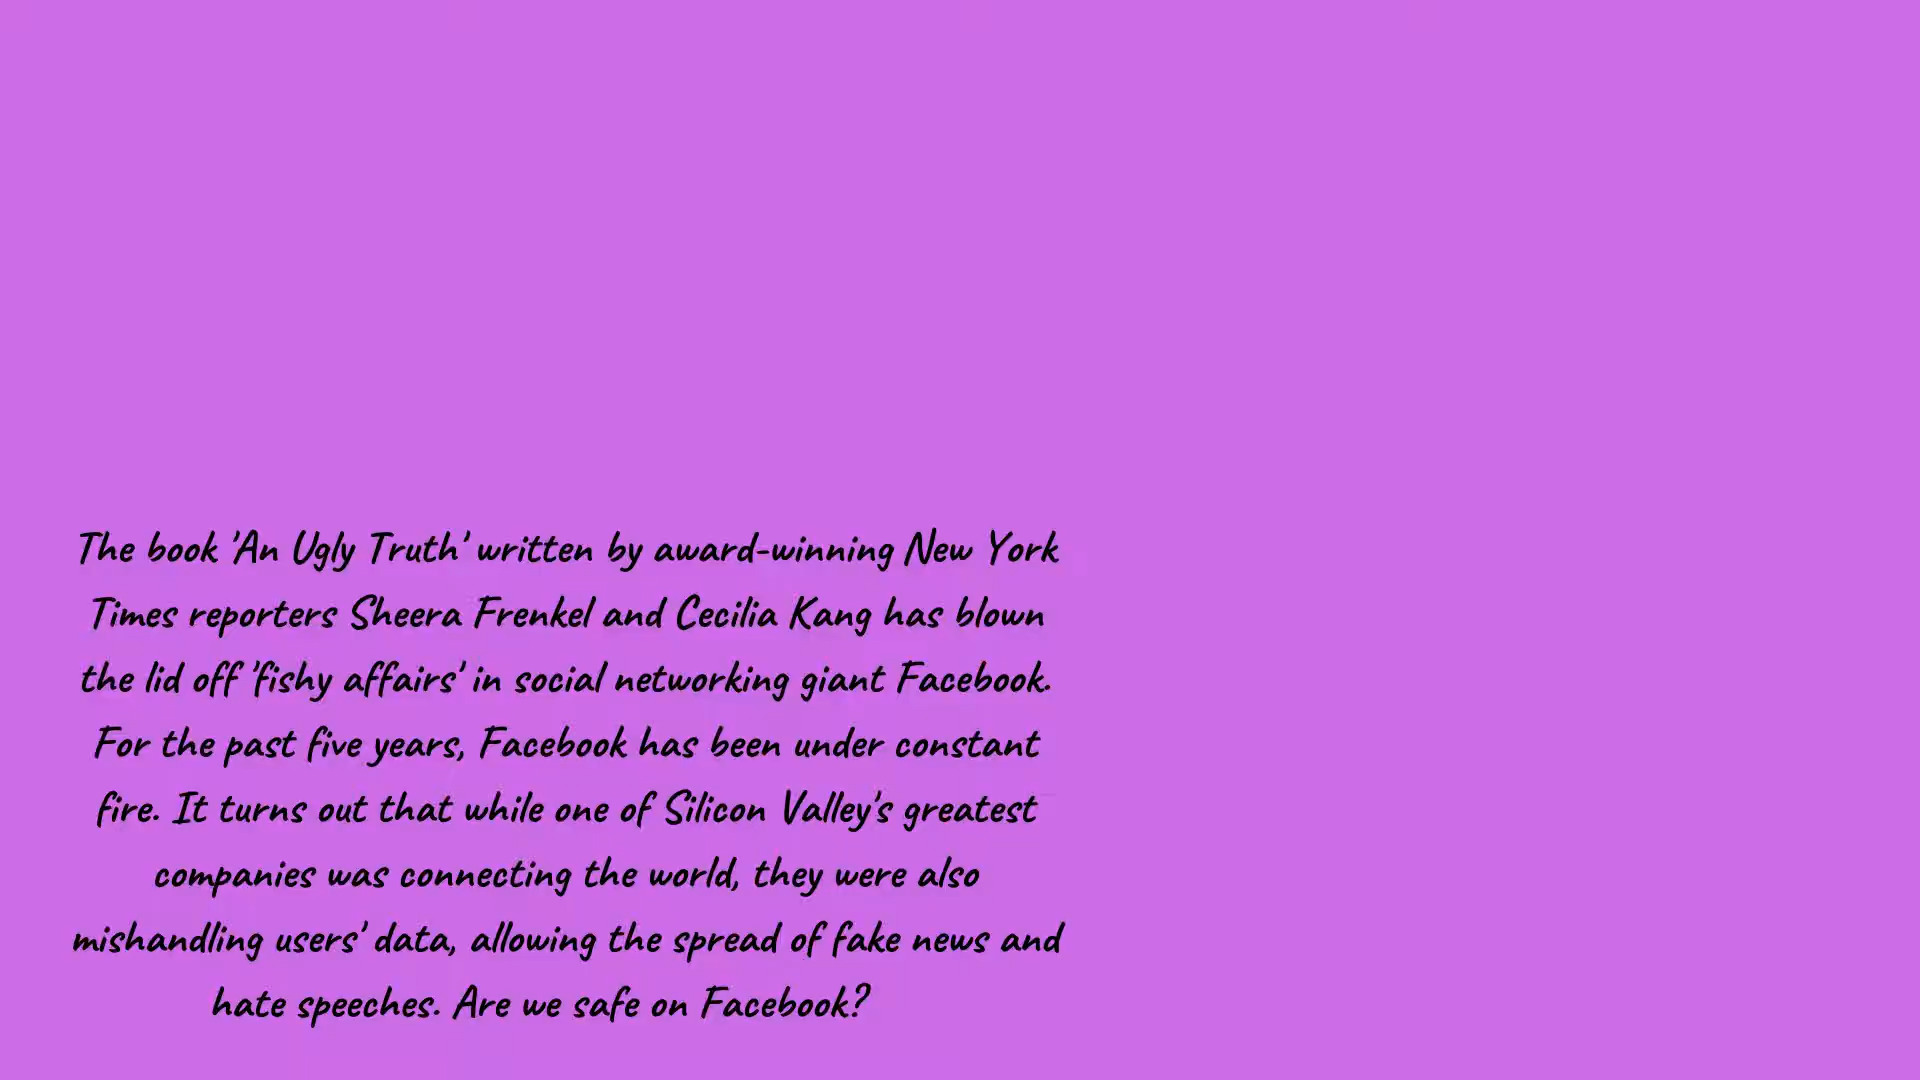 The book 'An Ugly Truth' written by award-winning New York
Times reporters Sheera Frenkel and Cecilia Kang has blown
the lid off 'fishy affairs' in social networking giant Facebook.
For the past five years, Facebook has been under constant
fire. It turns out that while one of Silicon Valley's greatest
companies was connecting the world, they were also
mishandling users' data, allowing the spread of fake news and
hate speeches. Are we safe on Facebook?